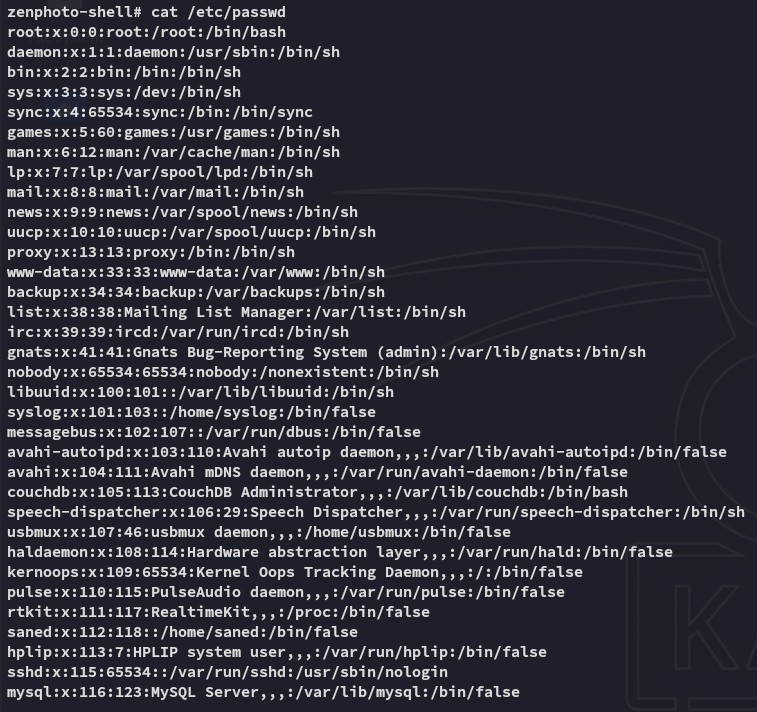 zenphoto-shell# cat /etc/passwd
root:x:0:0:root:/root:/bin/bash
daemon:x:1:1:daemon:/usr/sbin:/bin/sh
bin:x:2:2:bin:/bin:/bin/sh
sys:x:3:3:sys:/dev:/bin/sh
sync:x:4:65534:sync:/bin:/bin/sync
games:x:5:60:games:/usr/games:/bin/sh
man:x:6:12:man:/var/cache/man:/bin/sh
lp:x:7:7:lp:/var/spool/lpd:/bin/sh
mail:x:8:8:mail:/var/mail:/bin/sh
news:x:9:9:news:/var/spool/news:/bin/sh
uucp:x:10:10:uucp:/var/spool/uucp:/bin/sh
proxy:x:13:13:proxy:/bin:/bin/sh
www-data:x:33:33:www-data:/var/www:/bin/sh
backup:x:34:34:backup:/var/backups:/bin/sh
list:x:38:38:Mailing List Manager:/var/list:/bin/sh
irc:x:39:39:ircd:/var/run/ircd:/bin/sh
gnats:x:41:41:Gnats Bug-Reporting System (admin):/var/lib/gnats:/bin/sh
nobody:x:65534:65534:nobody:/nonexistent:/bin/sh
libuuid:x:100:101::/var/lib/libuuid:/bin/sh
syslog:x:101:103::/home/syslog:/bin/false
messagebus:x:102:107::/var/run/dbus:/bin/false
avahi-autoipd:x:103:110:Avahi autoip daemon,,,:/var/lib/avahi-autoipd:/bin/false
avahi:x:104:111:Avahi mDNS daemon,,,:/var/run/avahi-daemon:/bin/false
couchdb:x:105:113:CouchDB Administrator,,,:/var/lib/couchdb:/bin/bash
speech-dispatcher:x:106:29:Speech Dispatcher,,,:/var/run/speech-dispatcher:/bin/sh
usbmux:x:107:46:usbmux daemon,,,:/home/usbmux:/bin/false
haldaemon:x:108:114:Hardware abstraction layer,,,:/var/run/hald:/bin/false
kernoops:x:109:65534:Kernel Oops Tracking Daemon,,,:/:/bin/false
pulse:x:110:115:PulseAudio daemon,,,:/var/run/pulse:/bin/false
rtkit:x:111:117:RealtimeKit,,,:/proc:/bin/false
saned:x:112:118::/home/saned:/bin/false
hplip:x:113:7:HPLIP system user,,,:/var/run/hplip:/bin/false
sshd:x:115:65534::/var/run/sshd:/usr/sbin/nologin
mysql:x:116:123:MySQL Server,,,:/var/lib/mysql:/bin/false